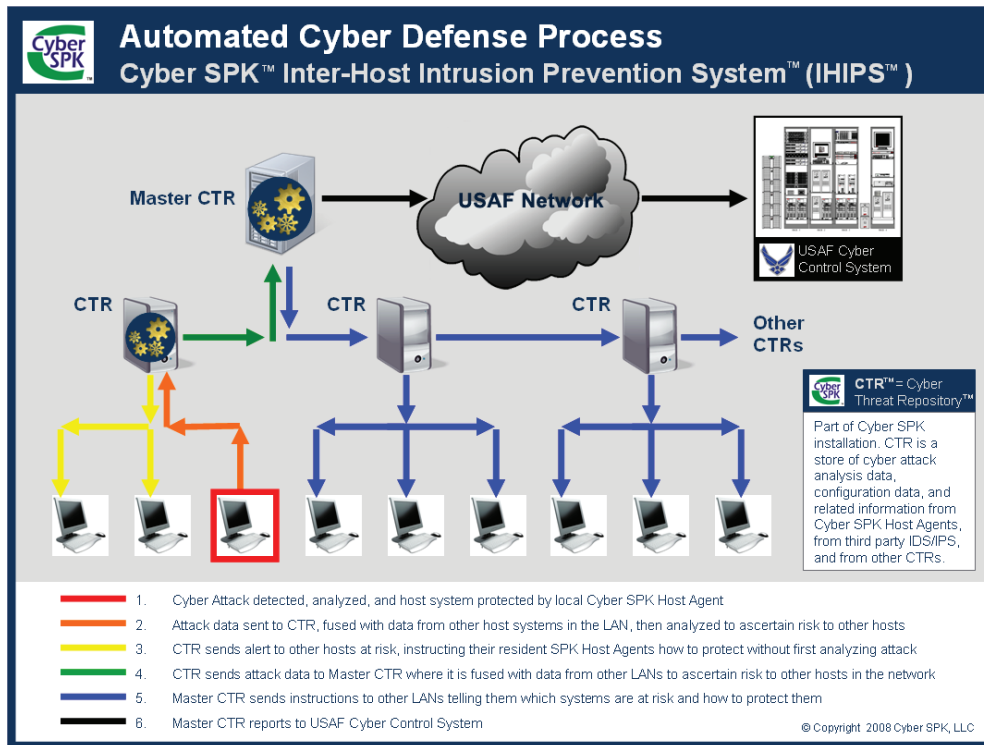 Cyber
SPK™
Automated Cyber Defense Process
Cyber SPK™ Inter-Host Intrusion Prevention System™ (IHIPS™ )
Master CTR
USAF Network
USAF Cyber
Control System
CTR
CTR
CTR
Other
CTRs
Cyber
SPK
CTR™ = Cyber
Threat Repository™
Part of Cyber SPK
installation. CTR is a
store of cyber attack
analysis data,
configuration data, and
related information from
Cyber SPK Host Agents,
from third party IDS/IPS,
and from other CTRs.
1. Cyber Attack detected, analyzed, and host system protected by local Cyber SPK Host Agent
2. Attack data sent to CTR, fused with data from other host systems in the LAN, then analyzed to ascertain risk to other hosts
3. CTR sends alert to other hosts at risk, instructing their resident SPK Host Agents how to protect without first analyzing attack
4. CTR sends attack data to Master CTR where it is fused with data from other LANs to ascertain risk to other hosts in the network
5. Master CTR sends instructions to other LANs telling them which systems are at risk and how to protect them
6. Master CTR reports to USAF Cyber Control System
© Copyright 2008 Cyber SPK, LLC